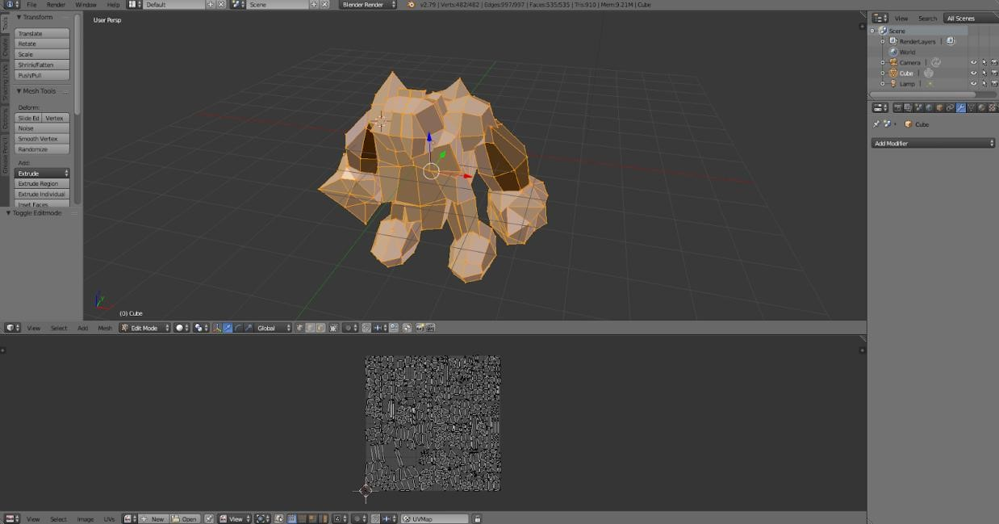 File Render Window Help Default Scene Blender Render v2.79 | Verts:482/482 | Edges:997/997 | Faces:535/535 | Tris:910 | Mem:9.21M | Cube
Tools
Create
Shading / UVs
Options
Grease Pencil
Transform
Translate
Rotate
Scale
Shrink/Fatten
Push/Pull
Mesh Tools
Deform:
Slide Ed Vertex
Noise
Smooth Vertex
Randomize
Add:
Extrude
Extrude Region
Extrude Individual
Inset Faces
Toggle Editmode
User Persp
(0) Cube
View Select Add Mesh Edit Mode Global
View Select Image UVs New Open View UVMap
View Search All Scenes
Scene
RenderLayers
World
Camera
Cube
Lamp
Cube
Add Modifier